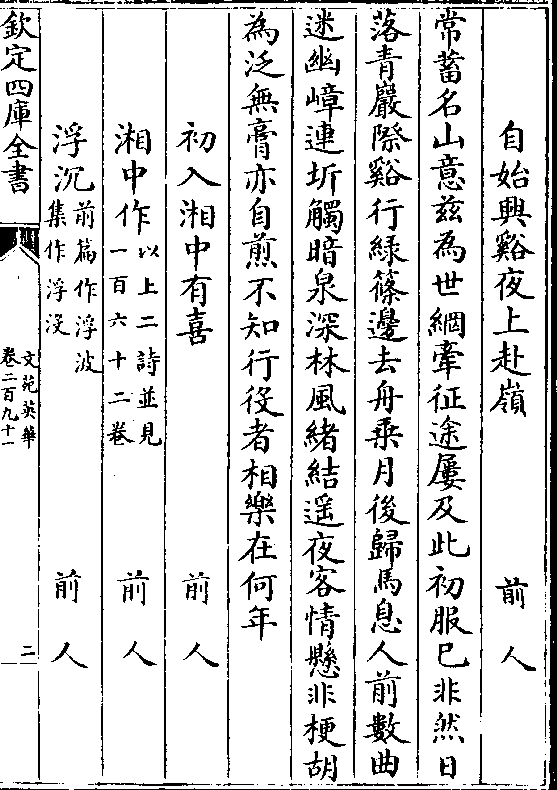 自始興谿夜上赴嶺　前人
常蓄名山意兹為世網牽征途屢及此初服已非然日
落青巖際谿行緑篠邊去舟乗月後歸鳥息人前數曲
迷幽嶂連圻觸暗泉深林風緒結遥夜客情懸非梗胡
為泛無膏亦自煎不知行役者相樂在何年
初入湘中有喜　前人
湘中作以上二詩並見一百六十二卷　前人
浮沉前篇作浮波集作浮没　前人
欽定四庫全書
文苑英華
卷二百九十一
二